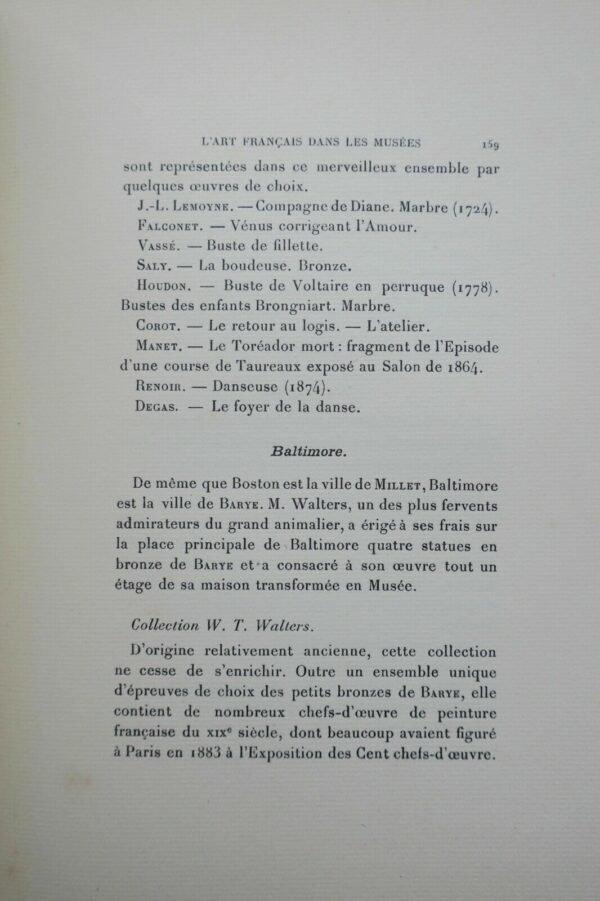 L'ART FRANÇAIS DANS LES MUSÉES 159
sont représentées dans ce merveilleux ensemble par
quelques œuvres de choix.
J.-L. LEMOYNE. — Compagne de Diane. Marbre (1724).
FALCONET. — Vénus corrigeant l'Amour.
VASSÉ. — Buste de fillette.
SALY. — La boudeuse. Bronze.
HOUDON. — Buste de Voltaire en perruque (1778).
Bustes des enfants Brongniart. Marbre.
COROT. — Le retour au logis. — L'atelier.
MANET. — Le Toréador mort : fragment de l'Episode
d'une course de Taureaux exposé au Salon de 1864.
RENOIR. — Danseuse (1874).
DEGAS. — Le foyer de la danse.
Baltimore.
De même que Boston est la ville de MILLET, Baltimore
est la ville de BARYE. M. Walters, un des plus fervents
admirateurs du grand animalier, a érigé à ses frais sur
la place principale de Baltimore quatre statues en
bronze de BARYE et a consacré à son œuvre tout un
étage de sa maison transformée en Musée.
Collection W. T. Walters.
D'origine relativement ancienne, cette collection
ne cesse de s'enrichir. Outre un ensemble unique
d'épreuves de choix des petits bronzes de BARYE, elle
contient de nombreux chefs-d'œuvre de peinture
française du XIXe siècle, dont beaucoup avaient figuré
à Paris en 1883 à l'Exposition des Cent chefs-d'œuvre.